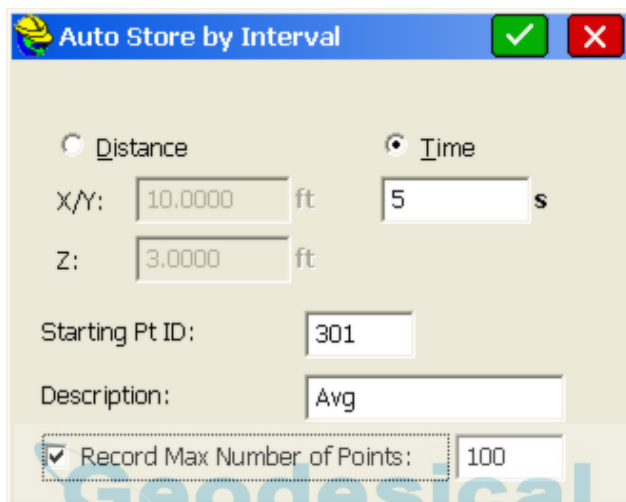 Auto Store by Interval
Distance Time
X/Y: 10.0000 ft 5 s
Z: 3.0000 ft
Starting Pt ID: 301
Description: Avg
Record Max Number of Points: 100
Geodesical